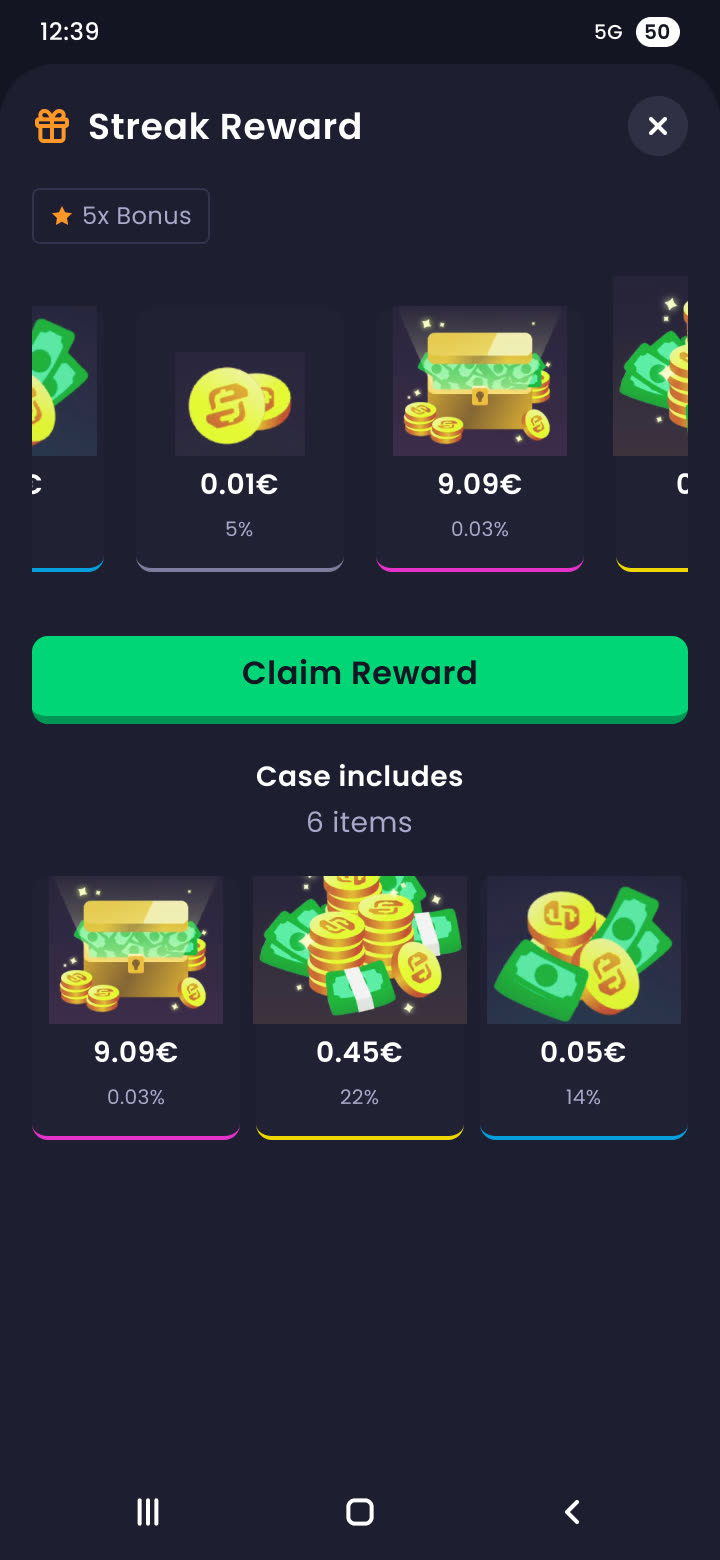 12:39 5G 50
Streak Reward
5x Bonus
€ 0.01€ 9.09€ 0
5% 0.03%
Claim Reward
Case includes
6 items
9.09€ 0.45€ 0.05€
0.03% 22% 14%